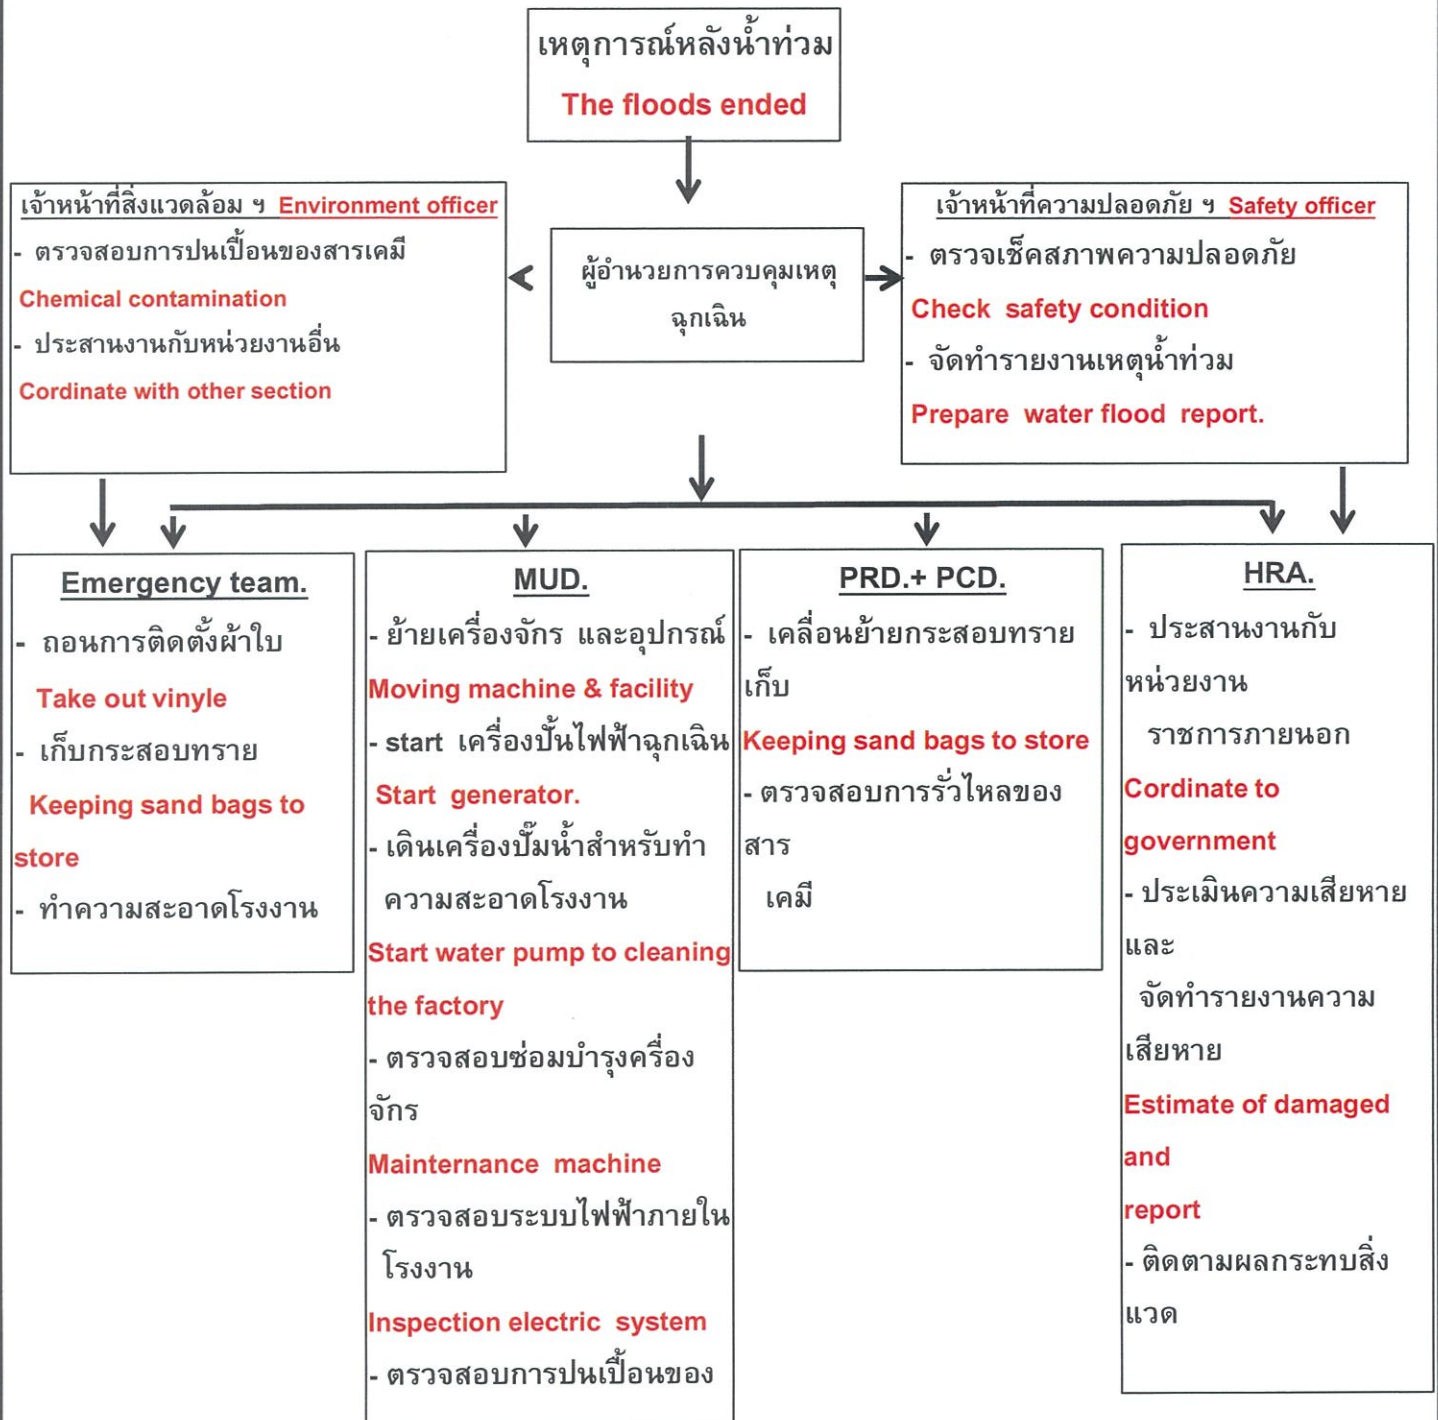 เหตุการณ์หลังน้ำท่วม
The floods ended
เจ้าหน้าที่สิ่งแวดล้อม ฯ Environment officer
- ตรวจสอบการปนเปื้อนของสารเคมี
Chemical contamination
- ประสานงานกับหน่วยงานอื่น
Cordinate with other section
ผู้อำนวยการควบคุมเหตุ
ฉุกเฉิน
เจ้าหน้าที่ความปลอดภัย ฯ Safety officer
- ตรวจเช็คสภาพความปลอดภัย
Check safety condition
- จัดทำรายงานเหตุน้ำท่วม
Prepare water flood report.
Emergency team.
- ถอนการติดตั้งผ้าใบ
Take out vinyle
- เก็บกระสอบทราย
Keeping sand bags to
store
- ทำความสะอาดโรงงาน
MUD.
- ย้ายเครื่องจักร และอุปกรณ์
Moving machine & facility
- start เครื่องปั่นไฟฟ้าฉุกเฉิน
Start generator.
- เดินเครื่องปั๊มน้ำสำหรับทำ
ความสะอาดโรงงาน
Start water pump to cleaning
the factory
- ตรวจสอบซ่อมบำรุงครื่อง
จักร
Mainternance machine
- ตรวจสอบระบบไฟฟ้าภายใน
โรงงาน
Inspection electric system
- ตรวจสอบการปนเปื้อนของ
PRD.+ PCD.
- เคลื่อนย้ายกระสอบทราย
เก็บ
Keeping sand bags to store
- ตรวจสอบการรั่วไหลของ
สาร
เคมี
HRA.
- ประสานงานกับ
หน่วยงาน
ราชการภายนอก
Cordinate to
government
- ประเมินความเสียหาย
และ
จัดทำรายงานความ
เสียหาย
Estimate of damaged
and
report
- ติดตามผลกระทบสิ่ง
แวด